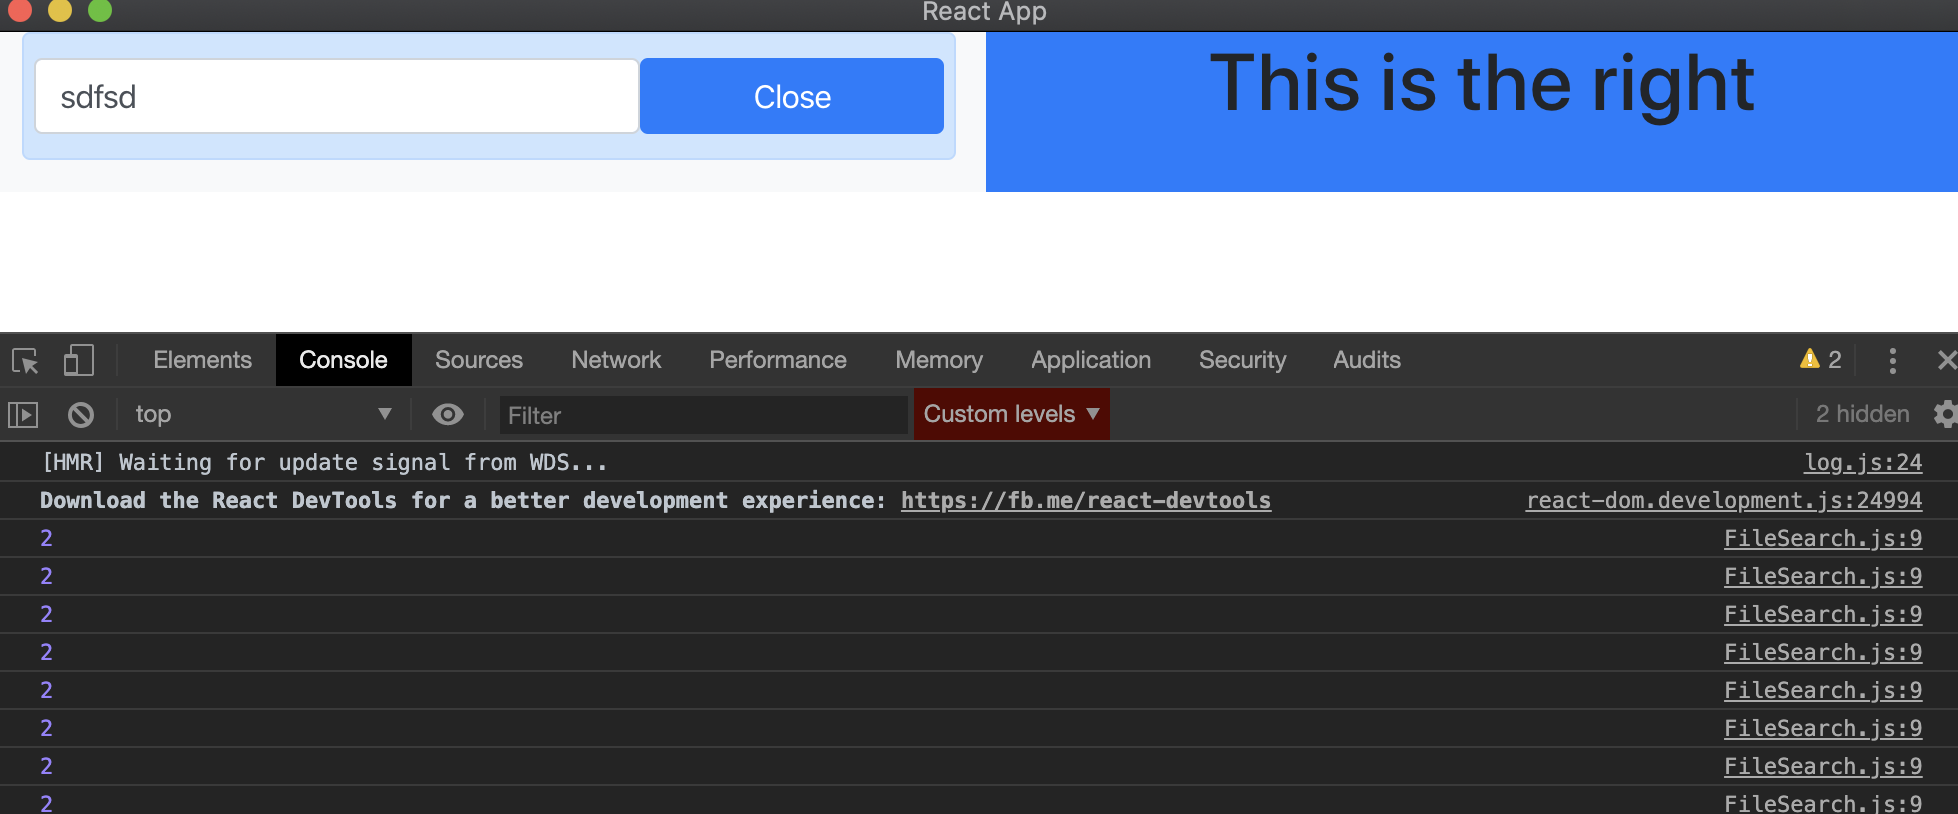 React App
sdfsd Close
This is the right
Elements Console Sources Network Performance Memory Application Security Audits 2
top Filter Custom levels 2 hidden
[HMR] Waiting for update signal from WDS... log.js:24
Download the React DevTools for a better development experience: https://fb.me/react-devtools react-dom.development.js:24994
2 FileSearch.js:9
2 FileSearch.js:9
2 FileSearch.js:9
2 FileSearch.js:9
2 FileSearch.js:9
2 FileSearch.js:9
2 FileSearch.js:9
2 FileSearch.js:9